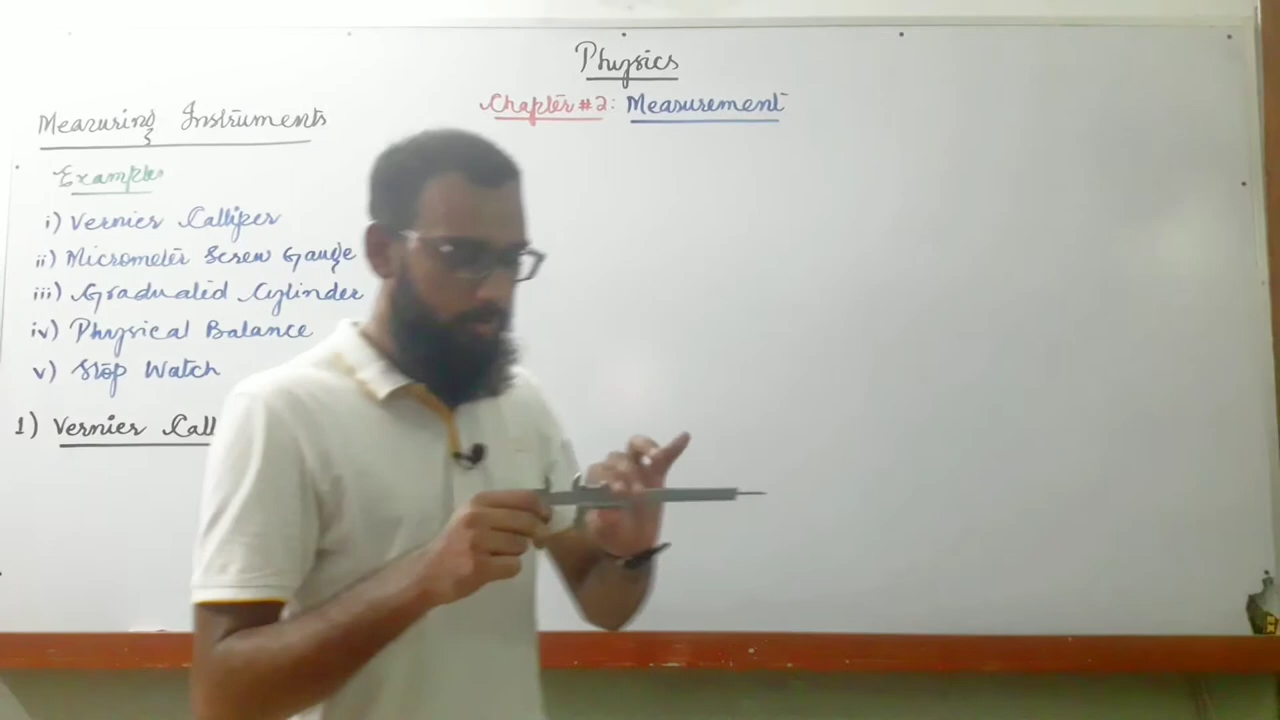 Physics
Chapter #2: Measurement
Measuring Instruments
Examples
i) Vernier Calliper
ii) Micrometer Screw Gauge
iii) Graduated Cylinder
iv) Physical Balance
v) Stop Watch
1) Vernier Call